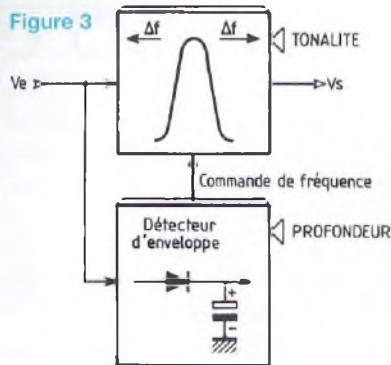 Figure 3
Δf Δf
TONALITE
Ve
Vs
Commande de fréquence
Détecteur
d'enveloppe
PROFONDEUR
+
-